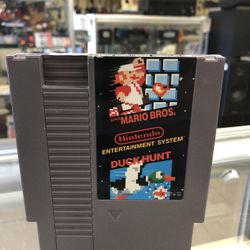 SUPER
MARIO BROS.
Nintendo
ENTERTAINMENT SYSTEM
DUCK HUNT